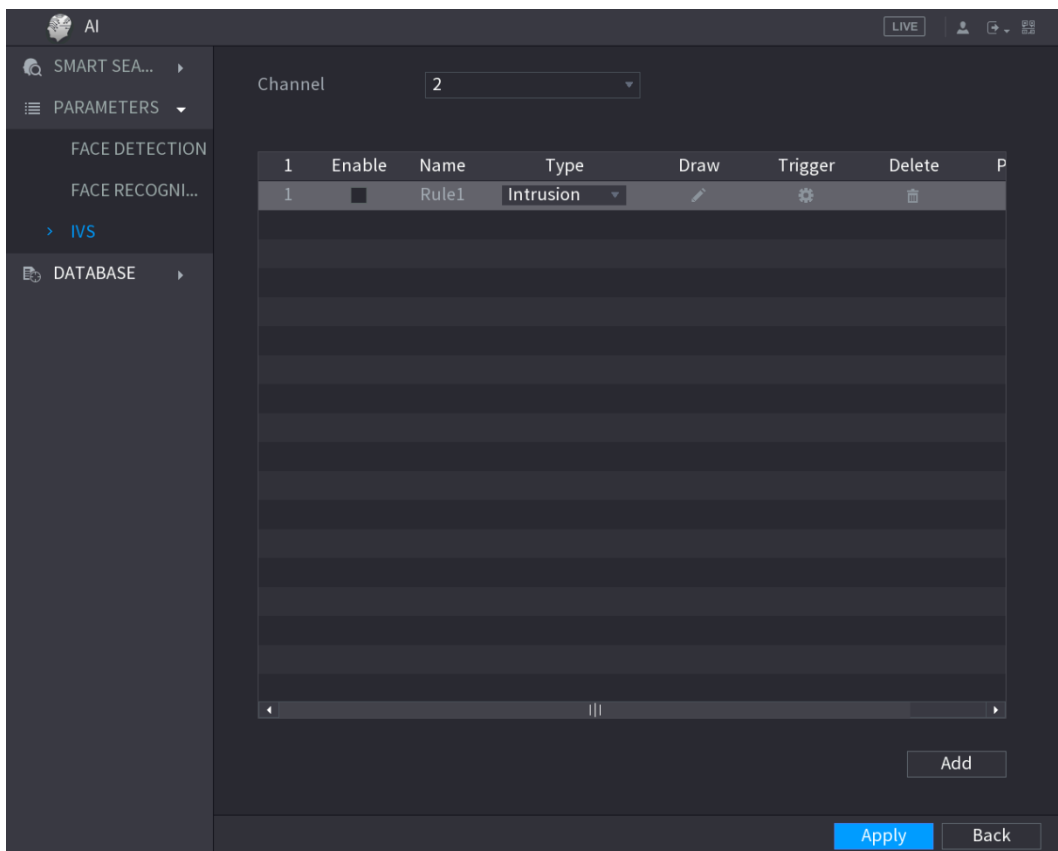 AI
LIVE
SMART SEA...
PARAMETERS
FACE DETECTION
FACE RECOGNI...
IVS
DATABASE
Channel 2
1 Enable Name Type Draw Trigger Delete P
1 Rule1 Intrusion
Add
Apply Back